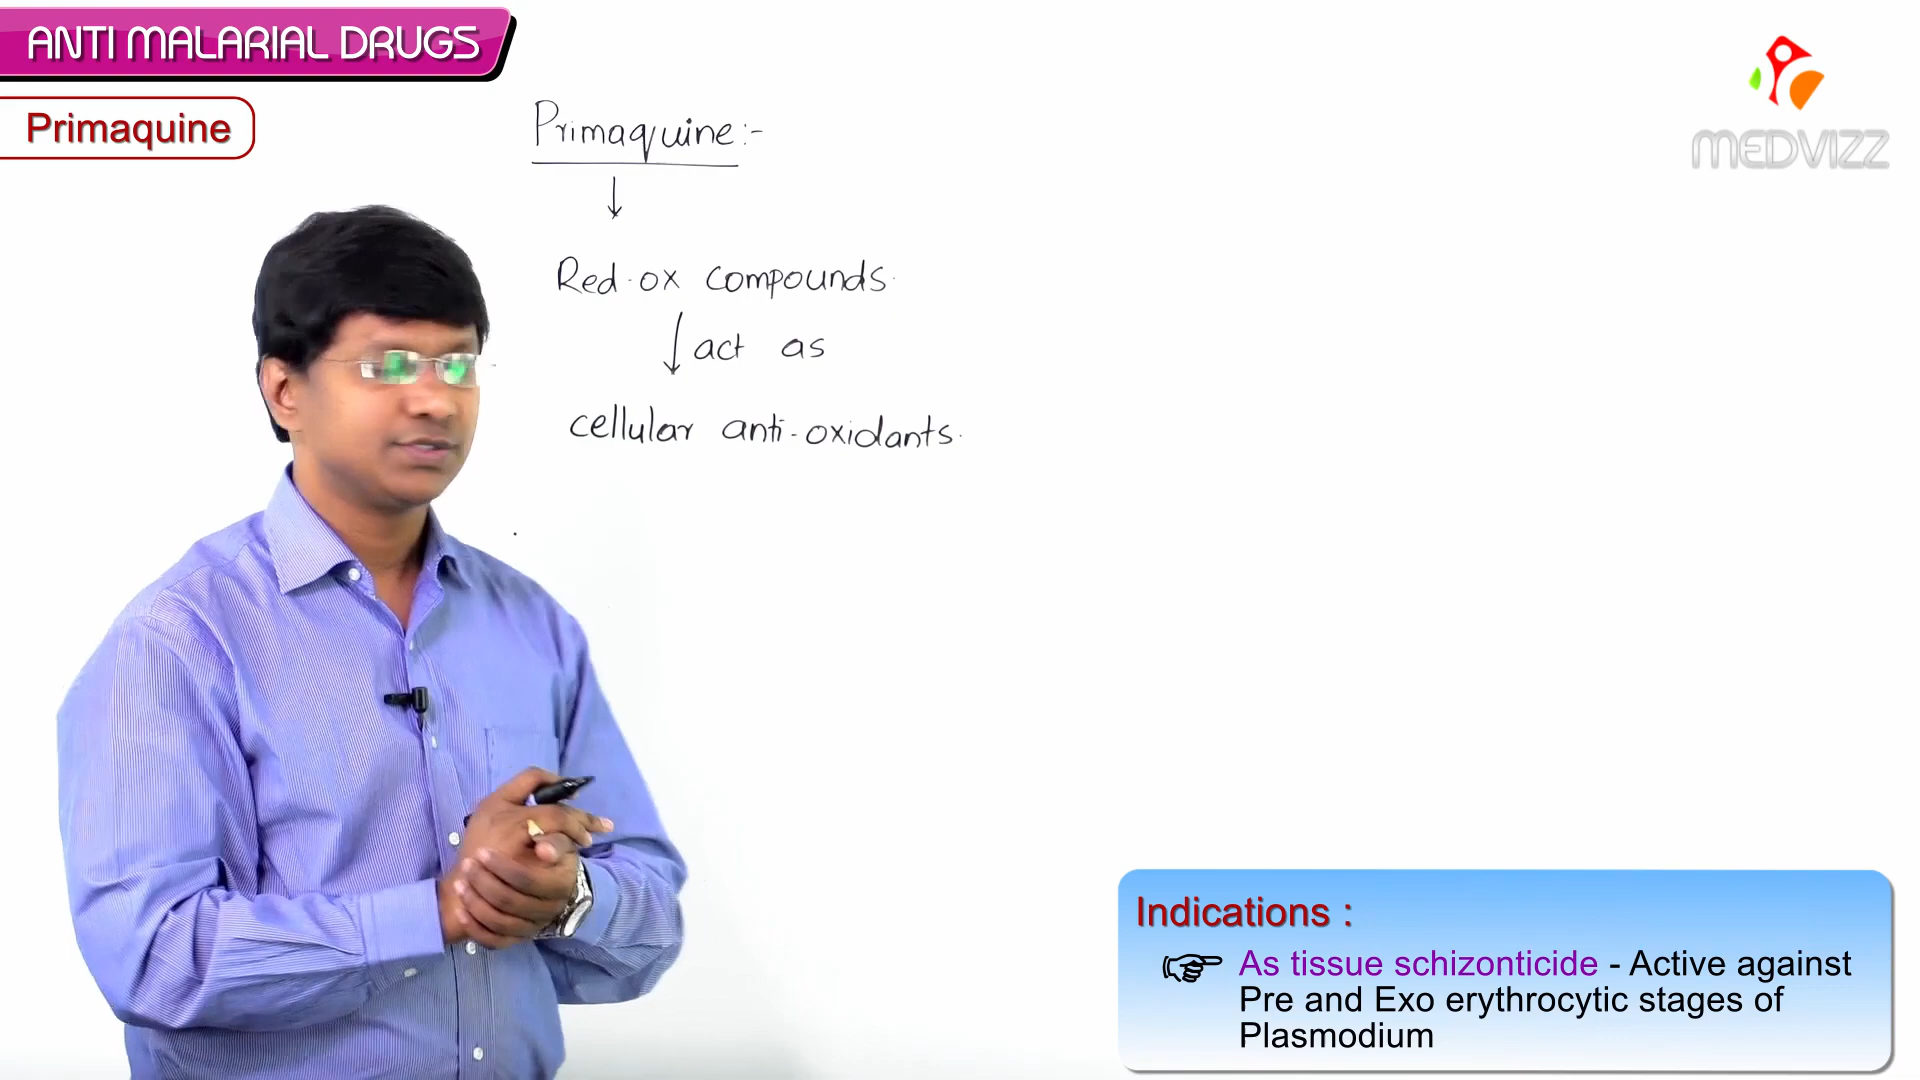 ANTI MALARIAL DRUGS
Primaquine
Primaquine:-
Red-ox compounds.
act as
cellular anti-oxidants.
MEDVIZZ
Indications :
As tissue schizonticide - Active against
Pre and Exo erythrocytic stages of
Plasmodium